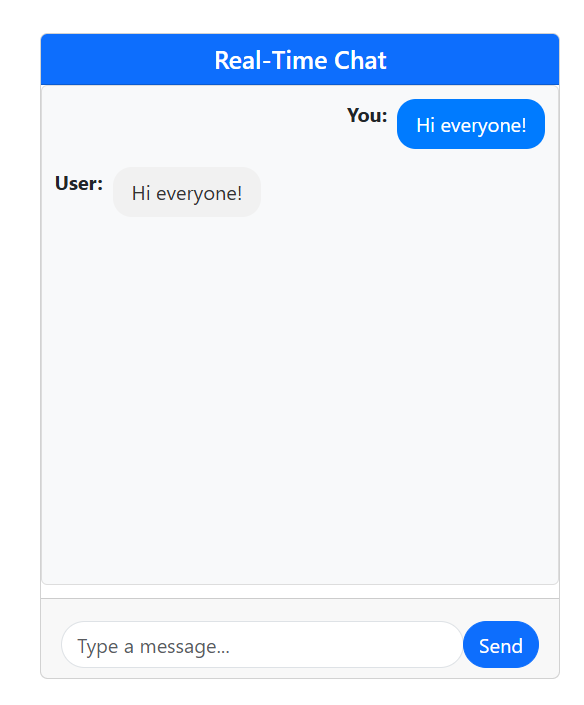 Real-Time Chat
You: Hi everyone!
User: Hi everyone!
Type a message...
Send